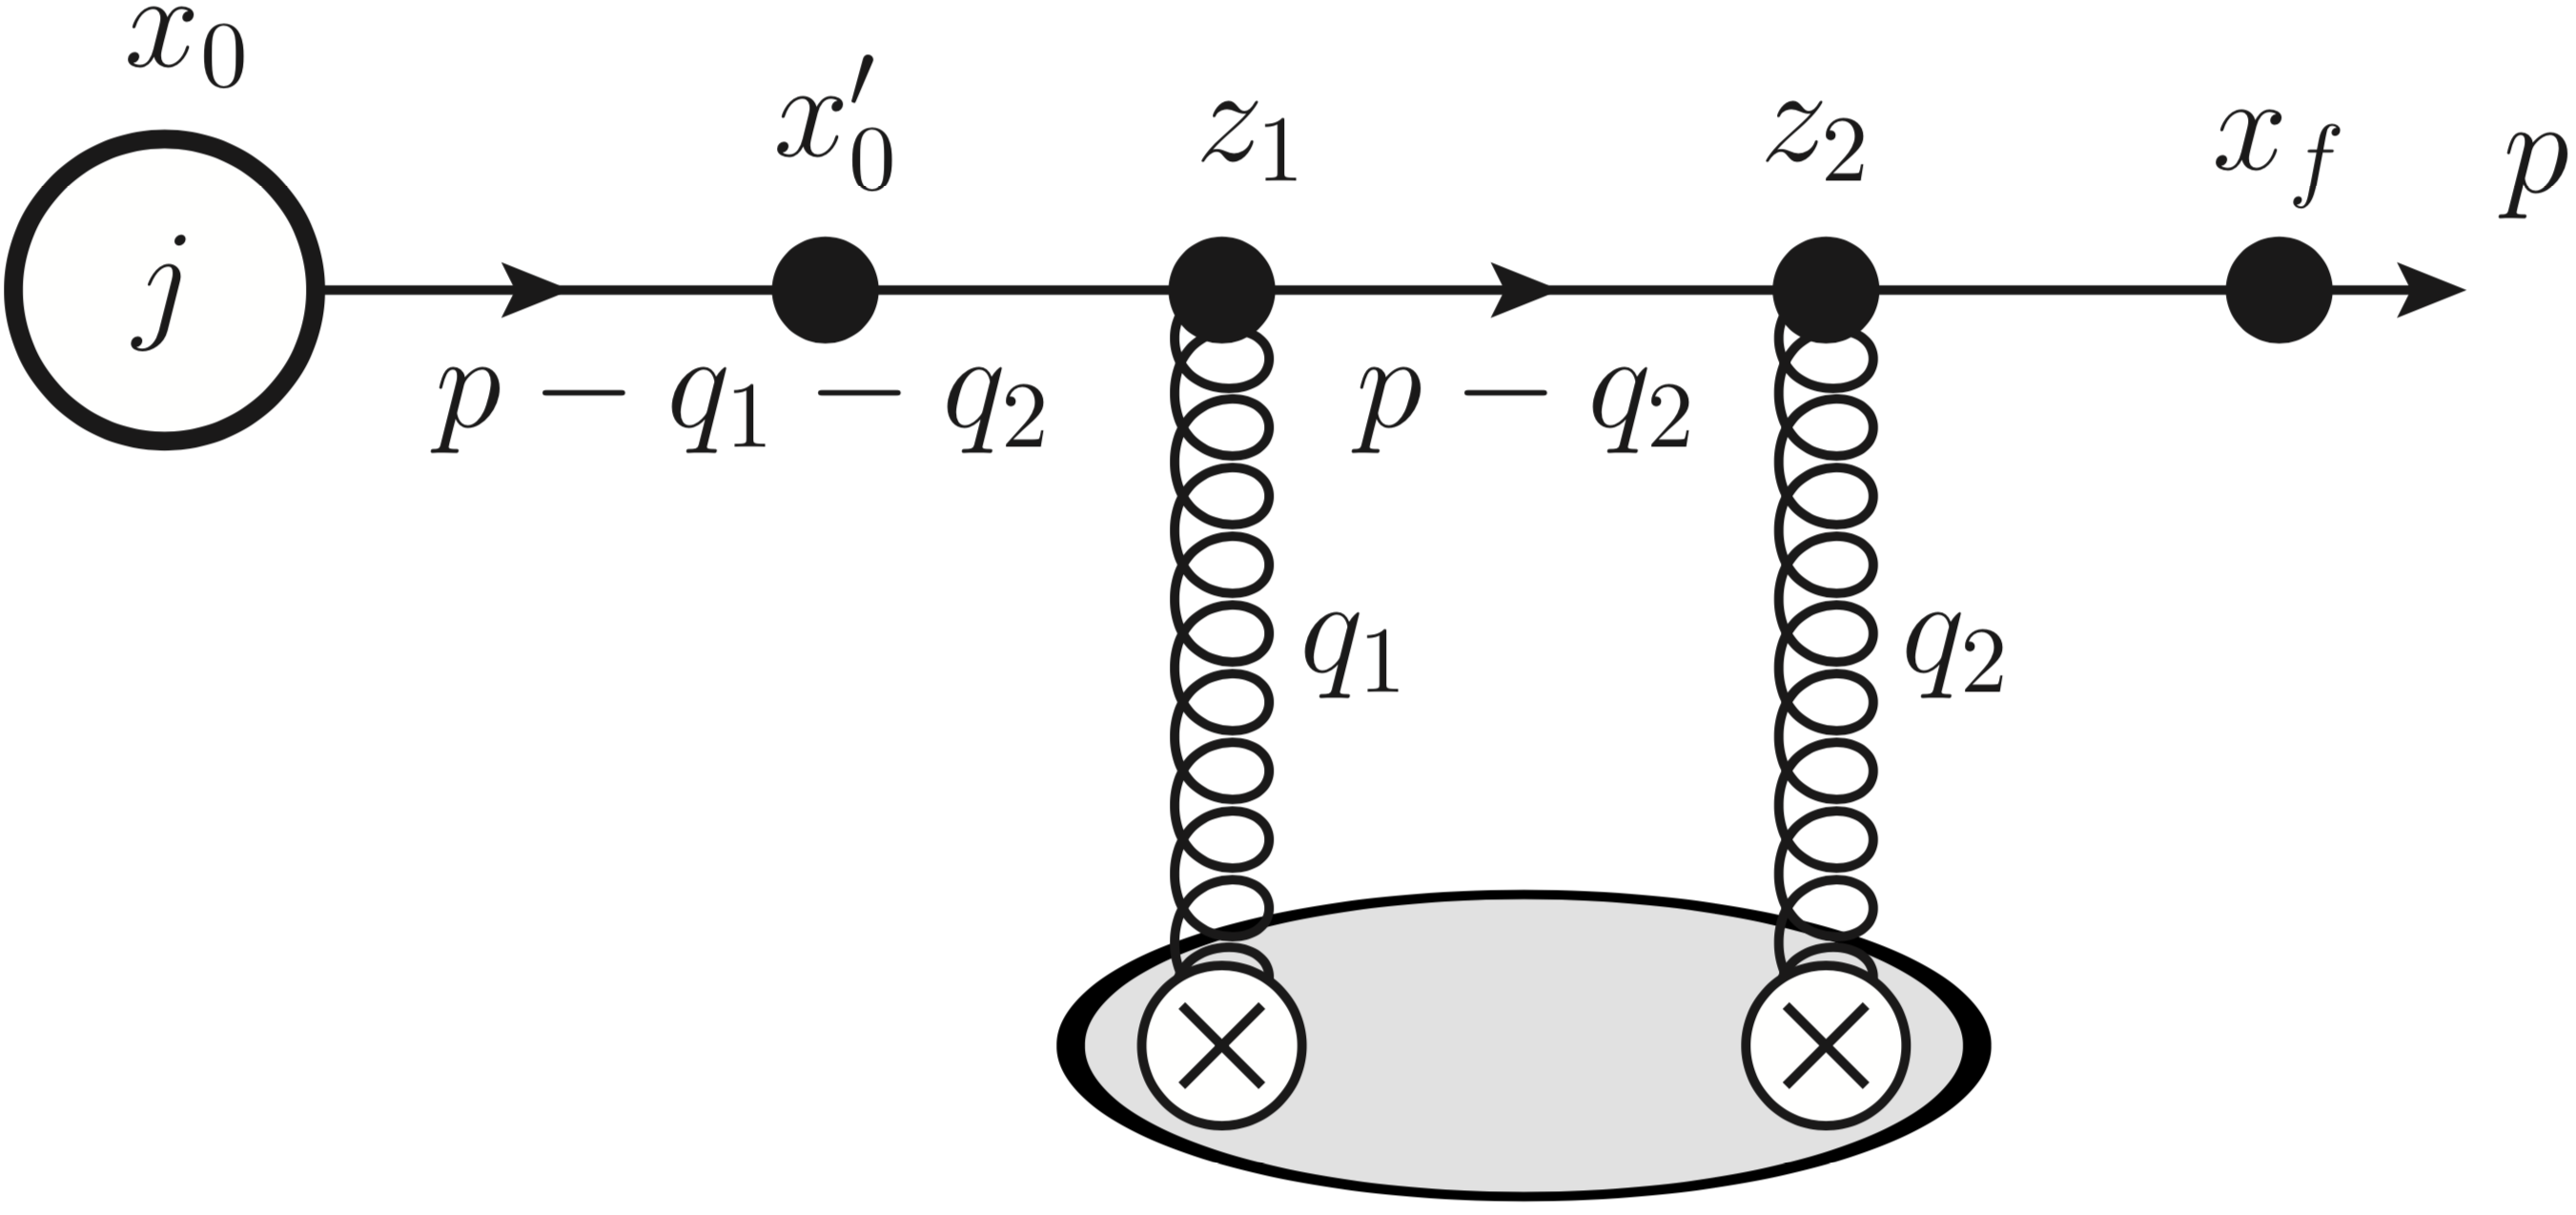 x_0
x'_0
z_1
z_2
x_f
p
j
p − q_1 − q_2
p − q_2
q_1
q_2